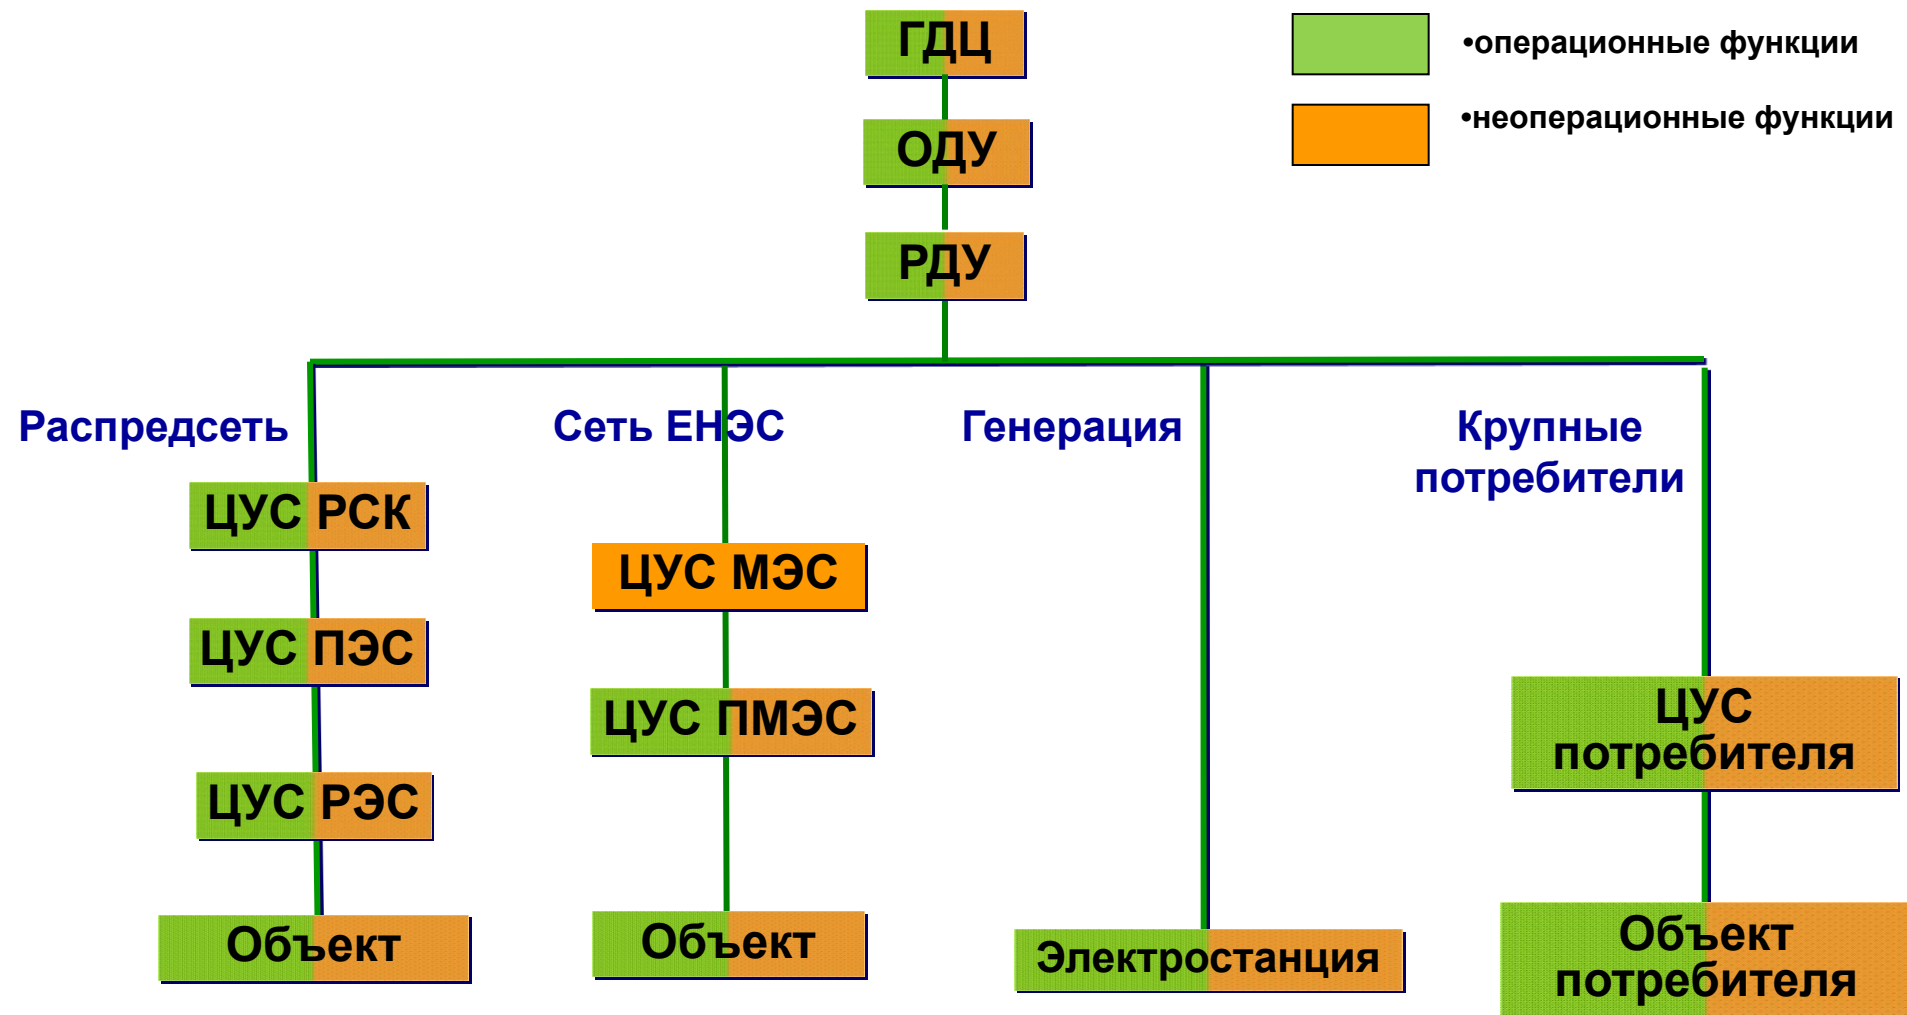 ГДЦ
•операционные функции
•неоперационные функции
ОДУ
РДУ
Распредсеть
Сеть ЕНЭС
Генерация
Крупные
потребители
ЦУС РСК
ЦУС МЭС
ЦУС ПЭС
ЦУС ПМЭС
ЦУС
потребителя
ЦУС РЭС
Объект
Объект
Электростанция
Объект
потребителя